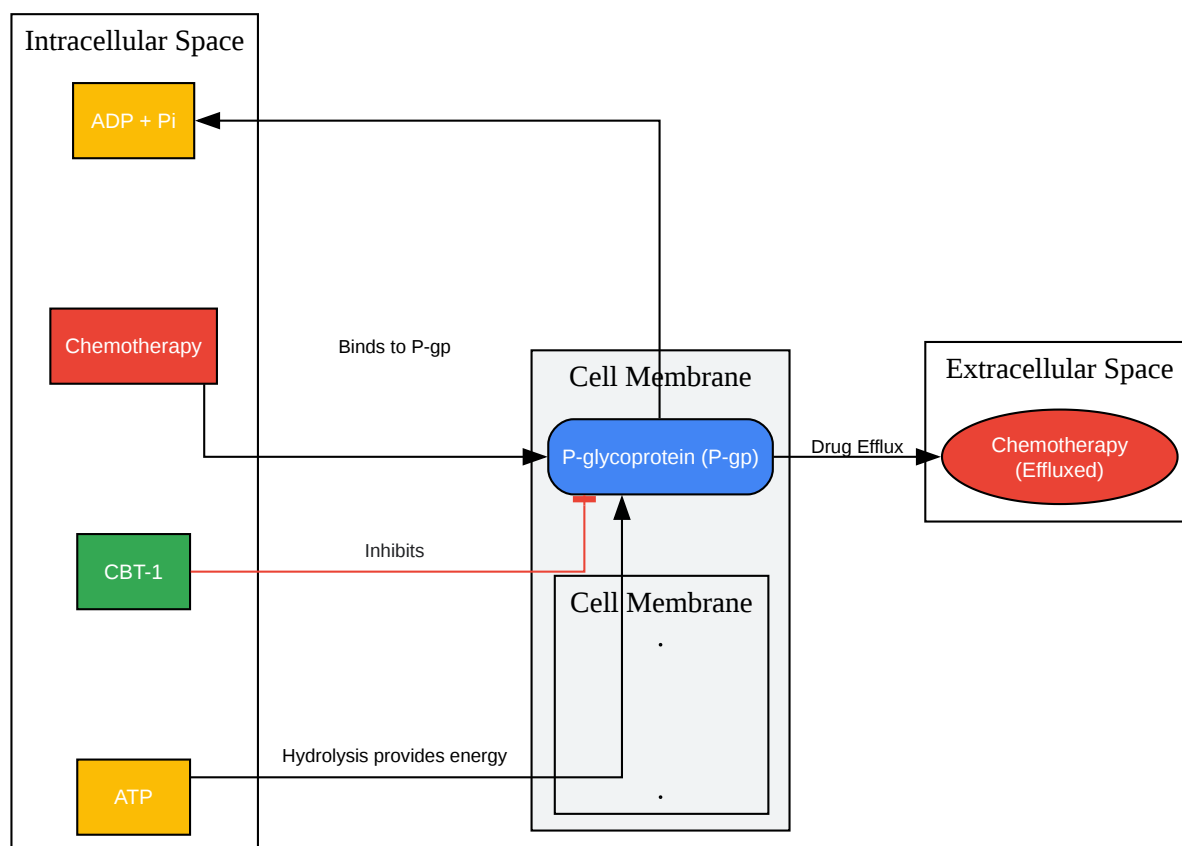 Intracellular Space
ADP + Pi
Chemotherapy
Binds to P-gp
Cell Membrane
Extracellular Space
P-glycoprotein (P-gp)
Drug Efflux
Chemotherapy
(Effluxed)
CBT-1
Inhibits
Cell Membrane
.
.
Hydrolysis provides energy
ATP